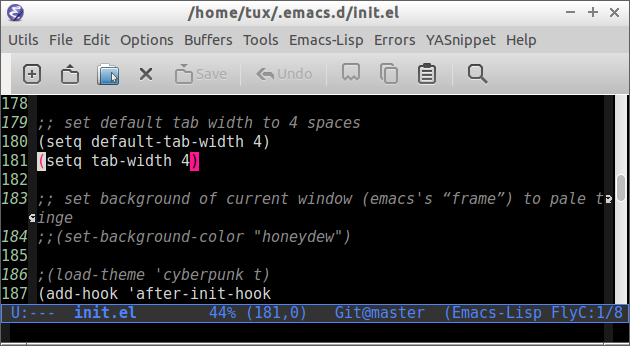 /home/tux/.emacs.d/init.el
Utils File Edit Options Buffers Tools Emacs-Lisp Errors YASnippet Help
Save Undo
178
179 ;; set default tab width to 4 spaces
180 (setq default-tab-width 4)
181 (setq tab-width 4)
182
183 ;; set background of current window (emacs's “frame”) to pale t
inge
184 ;;(set-background-color "honeydew")
185
186 ;(load-theme 'cyberpunk t)
187 (add-hook 'after-init-hook
U:--- init.el 44% (181,0) Git@master (Emacs-Lisp FlyC:1/8